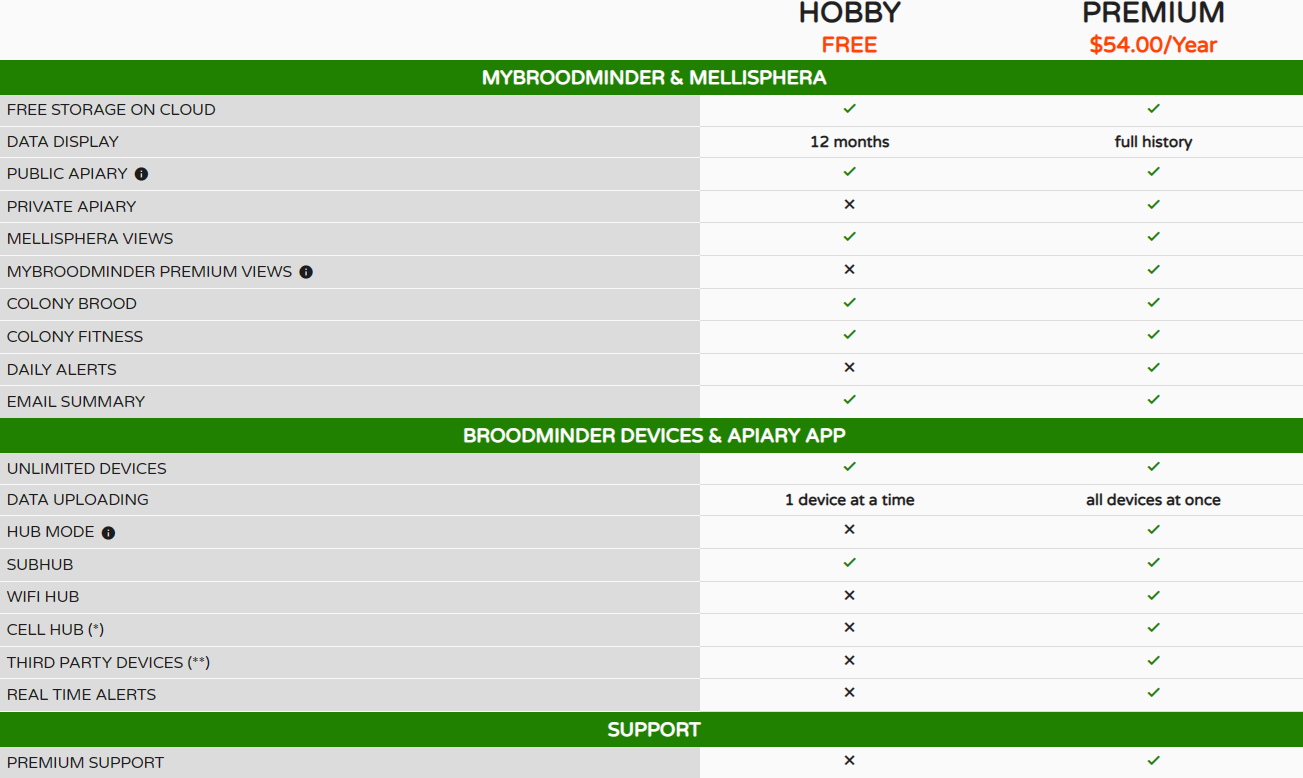 HOBBY PREMIUM
FREE $54.00/Year
MYBROODMINDER & MELLISPHERA
FREE STORAGE ON CLOUD ✓ ✓
DATA DISPLAY 12 months full history
PUBLIC APIARY ✓ ✓
PRIVATE APIARY ✕ ✓
MELLISPHERA VIEWS ✓ ✓
MYBROODMINDER PREMIUM VIEWS ✕ ✓
COLONY BROOD ✓ ✓
COLONY FITNESS ✓ ✓
DAILY ALERTS ✕ ✓
EMAIL SUMMARY ✓ ✓
BROODMINDER DEVICES & APIARY APP
UNLIMITED DEVICES ✓ ✓
DATA UPLOADING 1 device at a time all devices at once
HUB MODE ✕ ✓
SUBHUB ✓ ✓
WIFI HUB ✕ ✓
CELL HUB (*) ✕ ✓
THIRD PARTY DEVICES (**) ✕ ✓
REAL TIME ALERTS ✕ ✓
SUPPORT
PREMIUM SUPPORT ✕ ✓